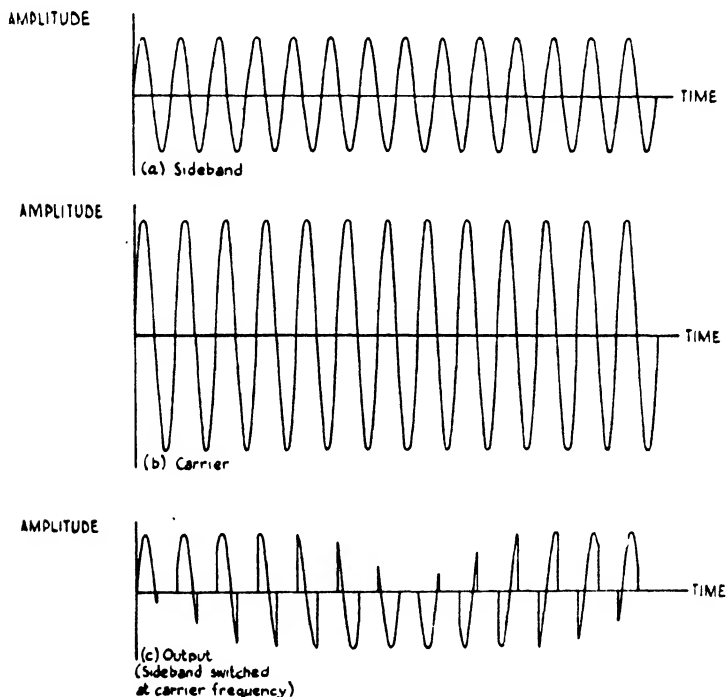 AMPLITUDE
TIME
(a) Sideband
AMPLITUDE
TIME
(b) Carrier
AMPLITUDE
TIME
(c) Output
(Sideband switched
at carrier frequency)